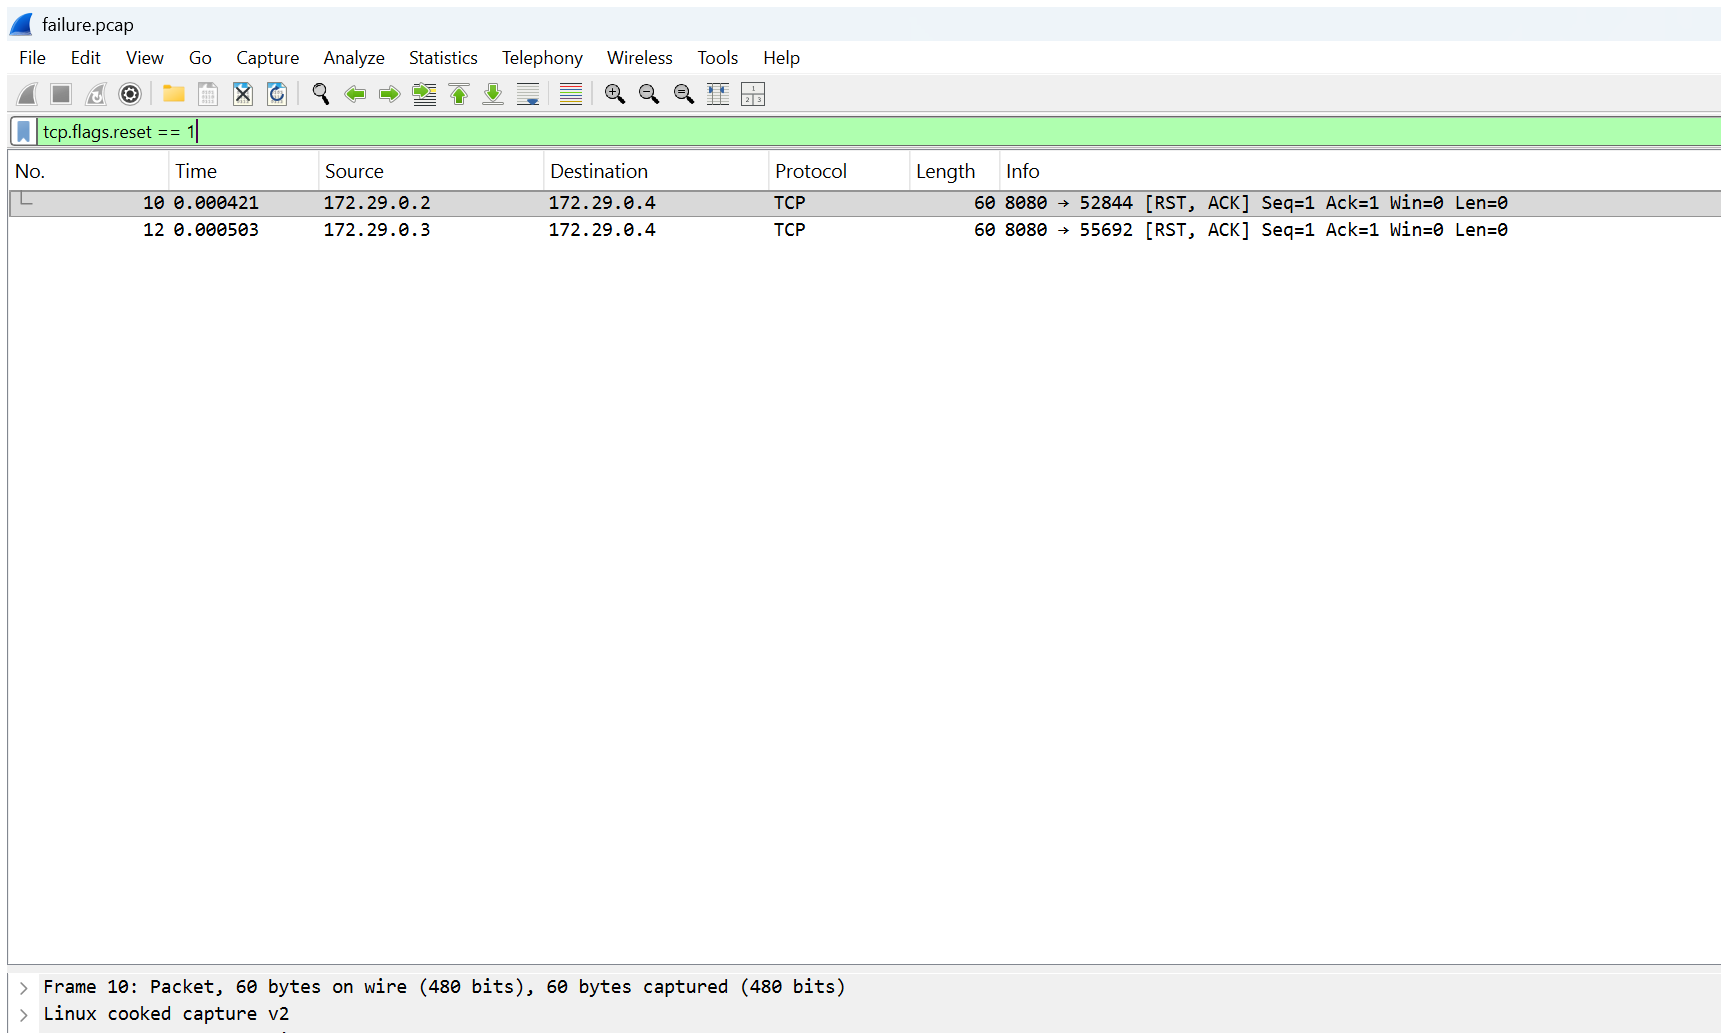 failure.pcap
File Edit View Go Capture Analyze Statistics Telephony Wireless Tools Help
tcp.flags.reset == 1
No. Time Source Destination Protocol Length Info
10 0.000421 172.29.0.2 172.29.0.4 TCP 60 8080 → 52844 [RST, ACK] Seq=1 Ack=1 Win=0 Len=0
12 0.000503 172.29.0.3 172.29.0.4 TCP 60 8080 → 55692 [RST, ACK] Seq=1 Ack=1 Win=0 Len=0
Frame 10: Packet, 60 bytes on wire (480 bits), 60 bytes captured (480 bits)
Linux cooked capture v2